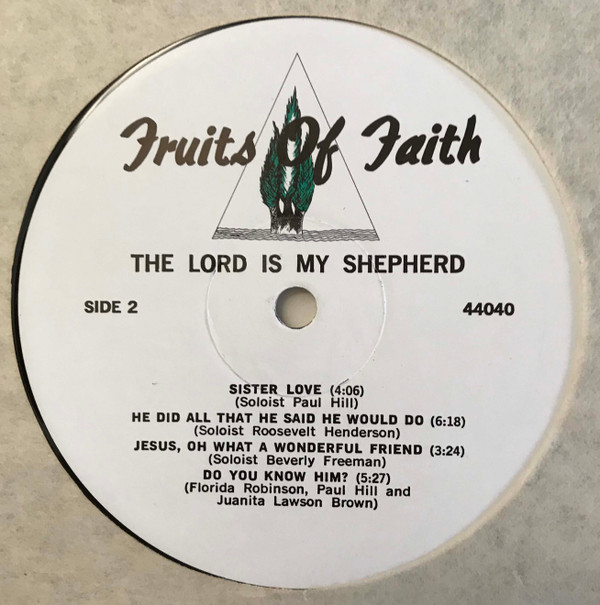 Fruits Of Faith
THE LORD IS MY SHEPHERD
SIDE 2 44040
SISTER LOVE (4:06)
(Soloist Paul Hill)
HE DID ALL THAT HE SAID HE WOULD DO (6:18)
(Soloist Roosevelt Henderson)
JESUS, OH WHAT A WONDERFUL FRIEND (3:24)
(Soloist Beverly Freeman)
DO YOU KNOW HIM? (5:27)
(Florida Robinson, Paul Hill and
Juanita Lawson Brown)